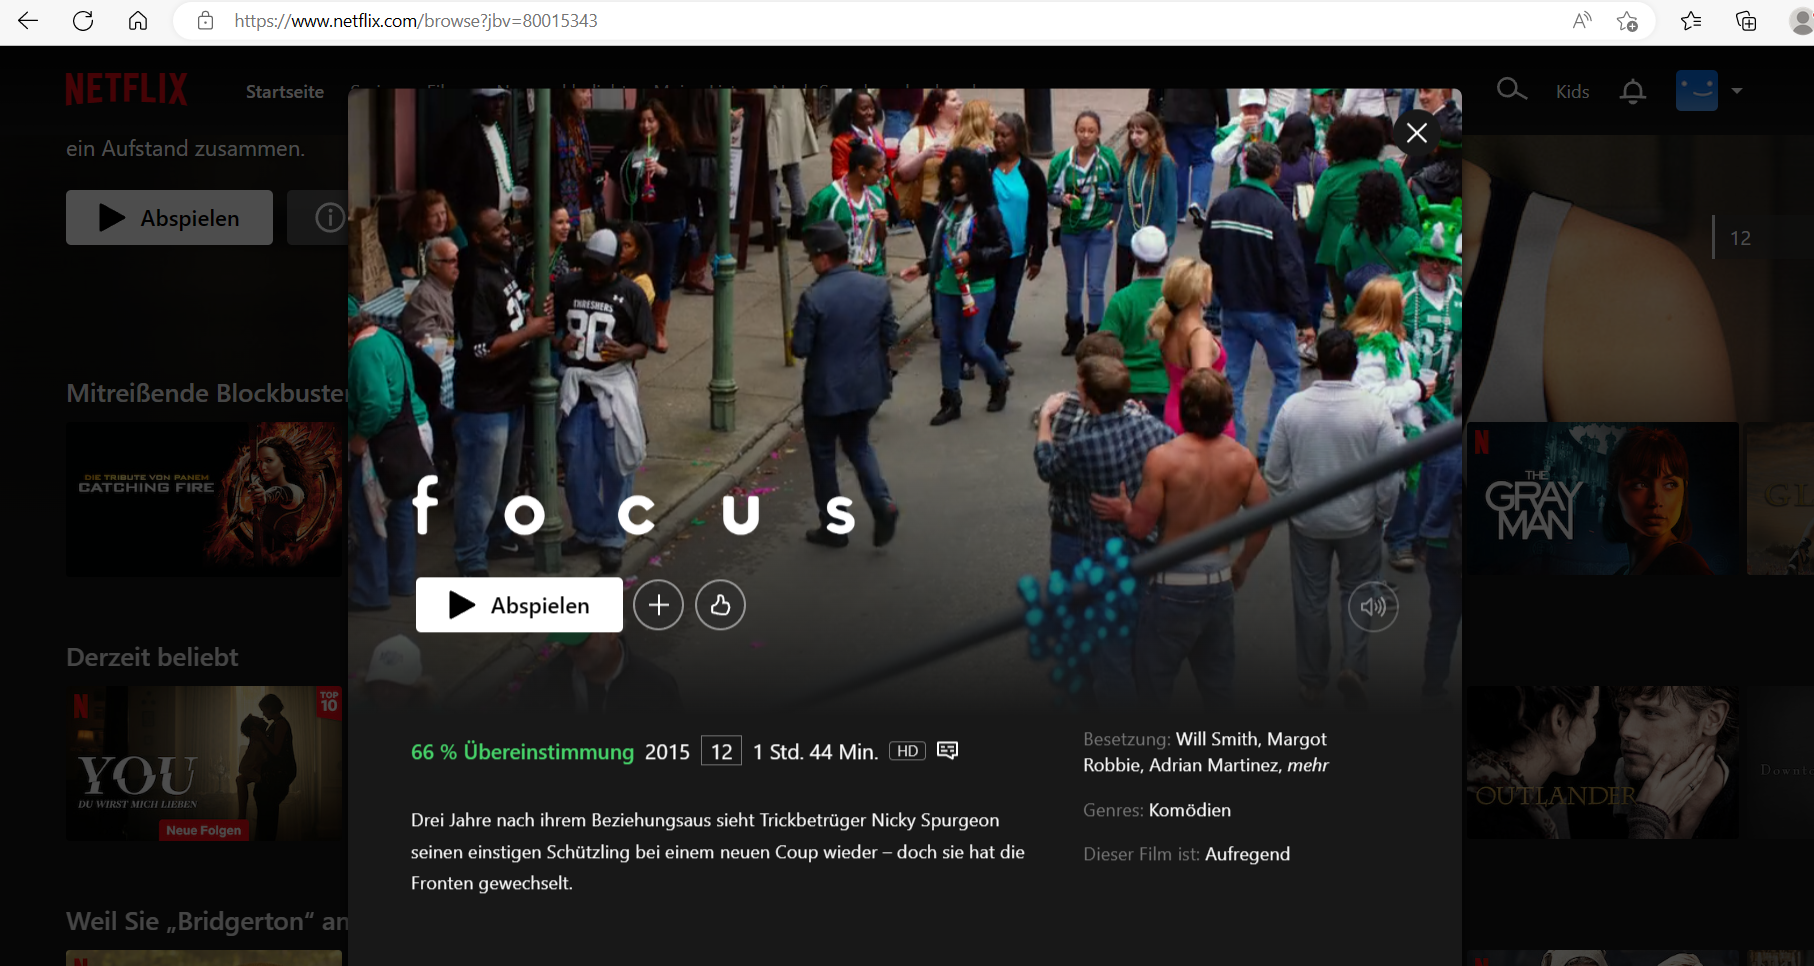 https://www.netflix.com/browse?jbv=80015343
NETFLIX
Startseite
Kids
ein Aufstand zusammen.
Abspielen
12
Mitreißende Blockbuster
DIE TRIBUTE VON PANEM
CATCHING FIRE
THRESHERS
80
THE
GRAY
MAN
focus
Abspielen
Derzeit beliebt
TOP
10
YOU
DU WIRST MICH LIEBEN
Neue Folgen
OUTLANDER
66 % Übereinstimmung 2015 12 1 Std. 44 Min. HD
Drei Jahre nach ihrem Beziehungsaus sieht Trickbetrüger Nicky Spurgeon
seinen einstigen Schützling bei einem neuen Coup wieder – doch sie hat die
Fronten gewechselt.
Besetzung: Will Smith, Margot
Robbie, Adrian Martinez, mehr
Genres: Komödien
Dieser Film ist: Aufregend
Weil Sie „Bridgerton“ an